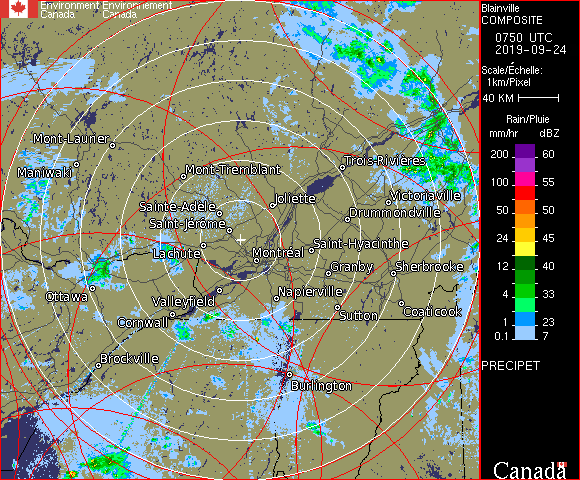 Environment Environnement
Canada Canada
Blainville
COMPOSITE
0750 UTC
2019-09-24
Scale/Échelle:
1km/Pixel
40 KM
Rain/Pluie
mm/hr dBZ
200 60
100 55
50 50
24 45
12 40
4 33
1 23
0.1 7
PRECIPET
Canada
Mont-Laurier
Maniwaki
Mont-Tremblant
Trois-Rivières
Sainte-Adèle
Joliette
Victoriaville
Drummondville
Saint-Jérôme
Lachute
Montréal
Saint-Hyacinthe
Granby
Sherbrooke
Ottawa
Valleyfield
Napierville
Cornwall
Sutton
Coaticook
Brockville
Burlington